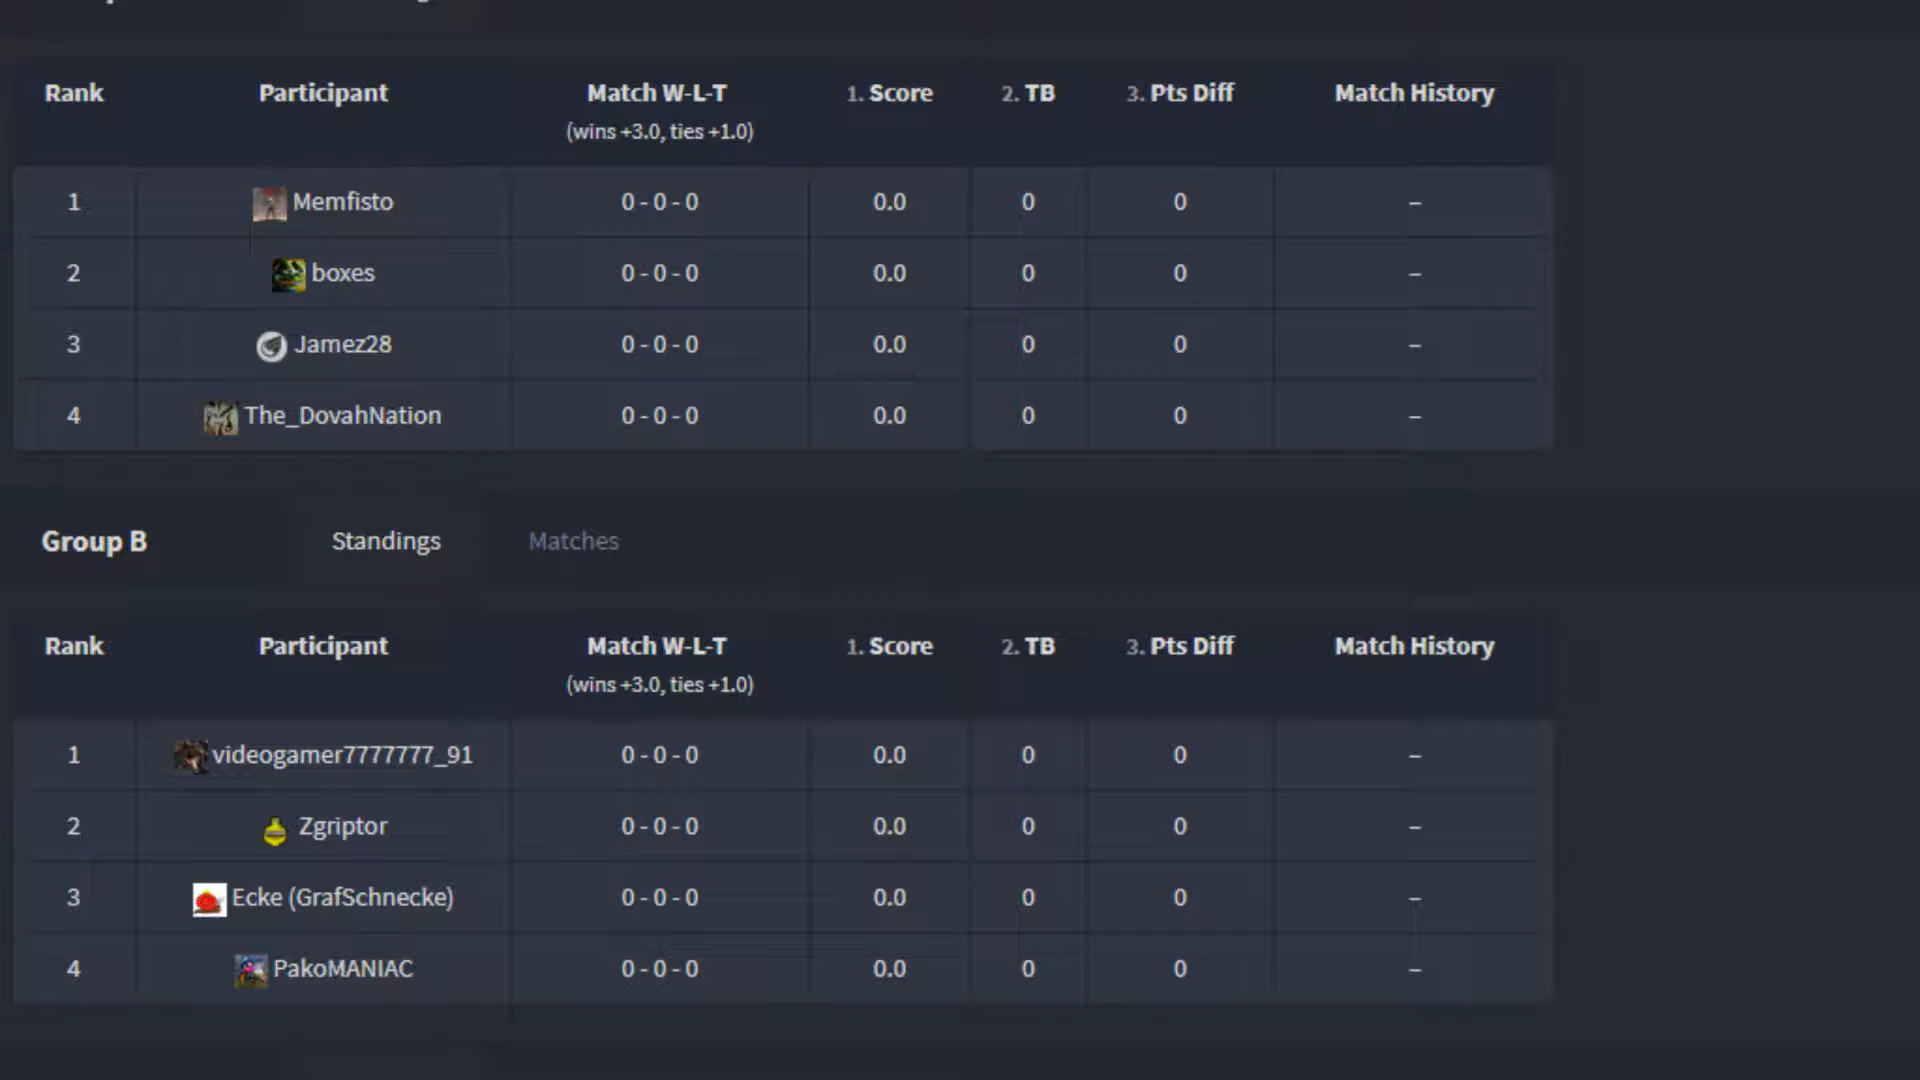 Rank Participant Match W-L-T 1. Score 2. TB 3. Pts Diff Match History
(wins +3.0, ties +1.0)
1 Memfisto 0 - 0 - 0 0.0 0 0 –
2 boxes 0 - 0 - 0 0.0 0 0 –
3 Jamez28 0 - 0 - 0 0.0 0 0 –
4 The_DovahNation 0 - 0 - 0 0.0 0 0 –
Group B Standings Matches
Rank Participant Match W-L-T 1. Score 2. TB 3. Pts Diff Match History
(wins +3.0, ties +1.0)
1 videogamer7777777_91 0 - 0 - 0 0.0 0 0 –
2 Zgriptor 0 - 0 - 0 0.0 0 0 –
3 Ecke (GrafSchnecke) 0 - 0 - 0 0.0 0 0 –
4 PakoMANIAC 0 - 0 - 0 0.0 0 0 –